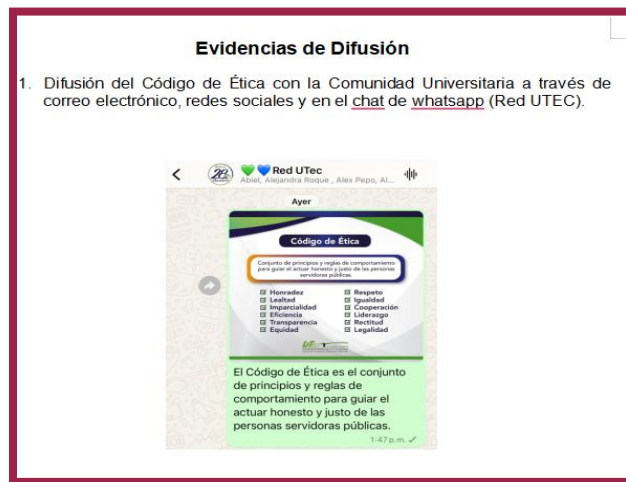 Evidencias de Difusión
1. Difusión del Código de Ética con la Comunidad Universitaria a través de
correo electrónico, redes sociales y en el chat de whatsapp (Red UTEC).
Red UTec
Abiel, Alejandra Roque , Alex Pepo, Al...
Ayer
Código de Ética
Conjunto de principios y reglas de comportamiento
para guiar el actuar honesto y justo de las personas
servidoras públicas.
Honradez
Lealtad
Imparcialidad
Eficiencia
Transparencia
Equidad
Respeto
Igualdad
Cooperación
Liderazgo
Rectitud
Legalidad
El Código de Ética es el conjunto
de principios y reglas de
comportamiento para guiar el
actuar honesto y justo de las
personas servidoras públicas.
1:47 p.m.